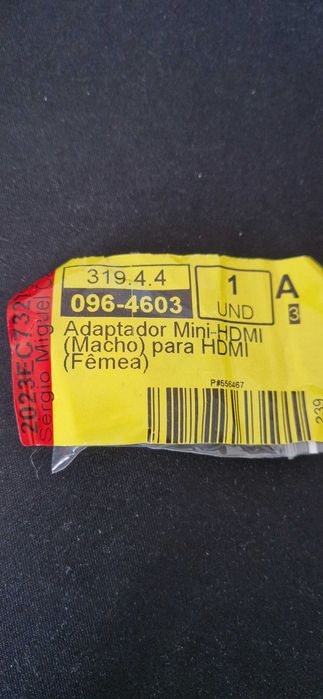 319.4.4
096-4603
1
UND
A
3
Adaptador Mini-HDMI
(Macho) para HDMI
(Fêmea)
P#556467
239
2023EC732
Sérgio Miguel